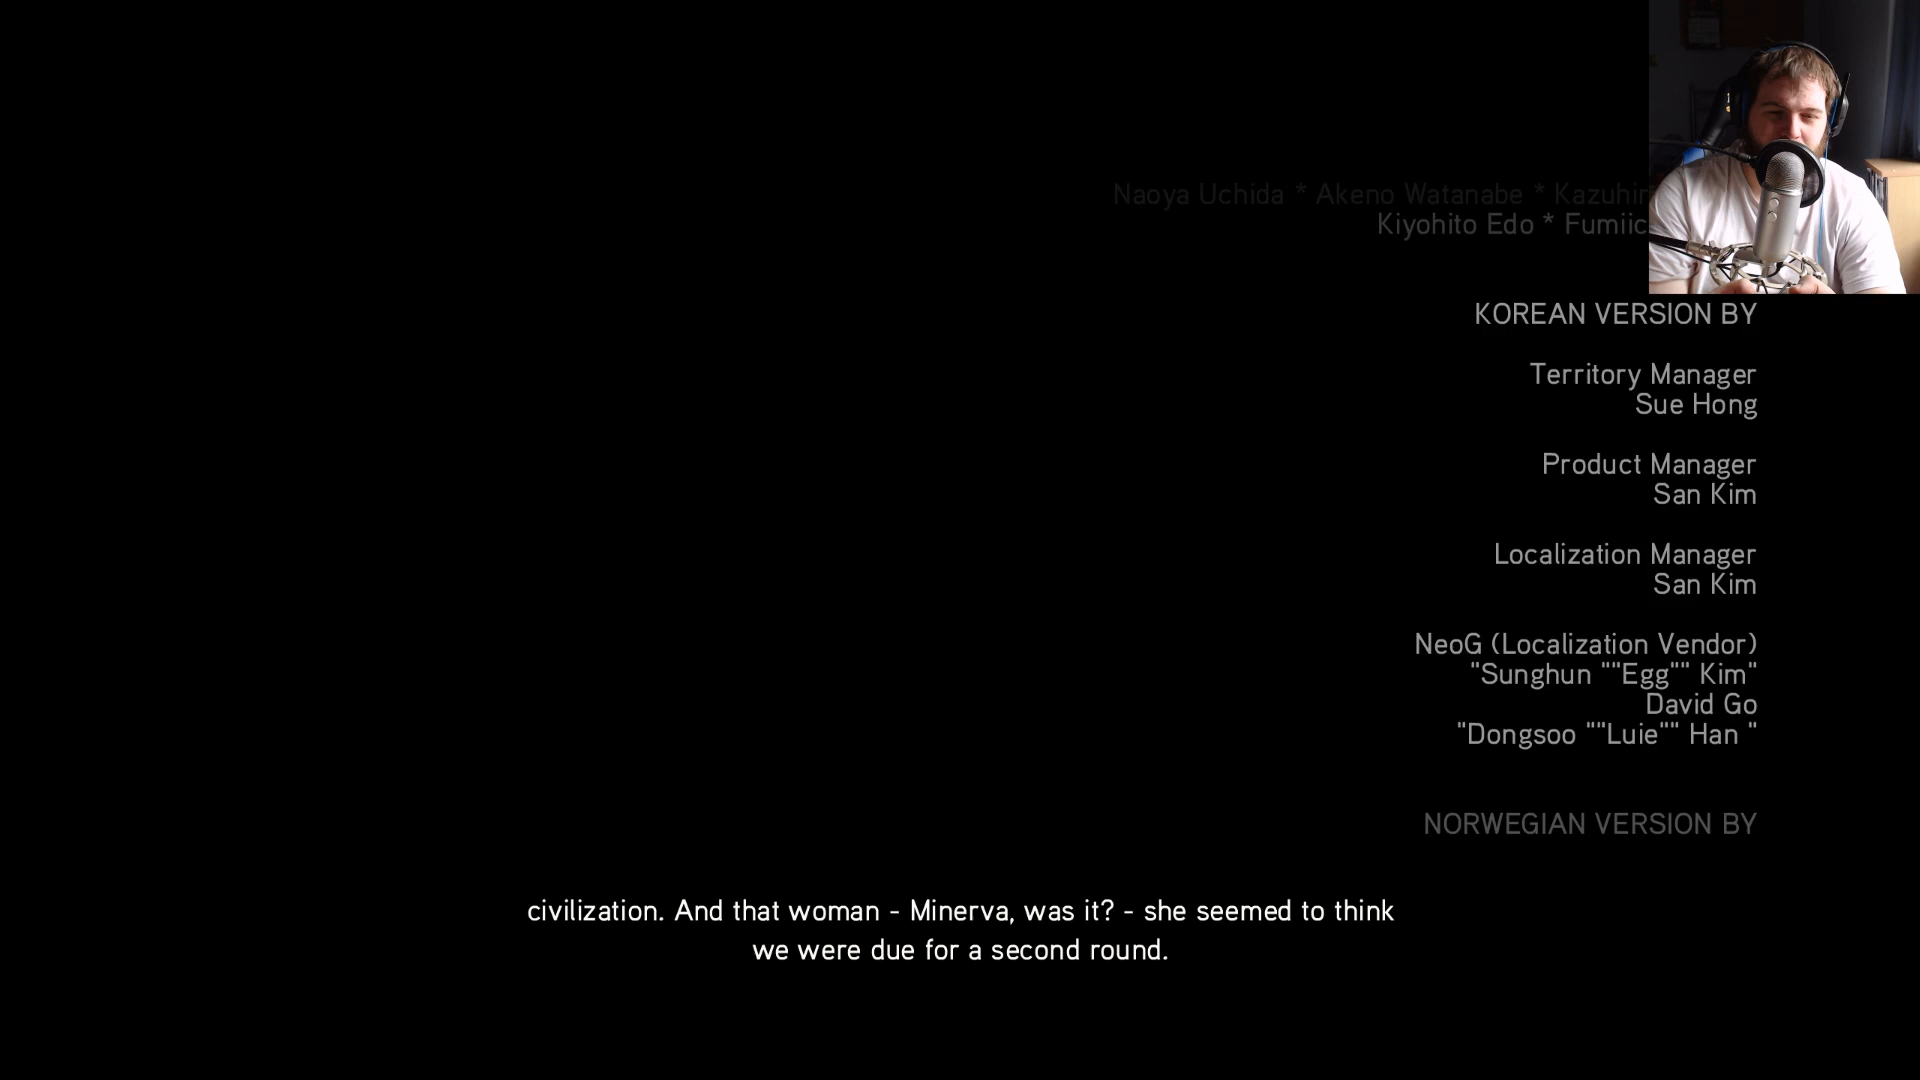 Naoya Uchida * Akeno Watanabe *
Kiyohito Edo *
KOREAN VERSION BY
Territory Manager
Sue Hong
Product Manager
San Kim
Localization Manager
San Kim
NeoG (Localization Vendor)
"Sunghun ""Egg"" Kim"
David Go
"Dongsoo ""Luie"" Han "
NORWEGIAN VERSION BY
civilization. And that woman - Minerva, was it? - she seemed to think
we were due for a second round.